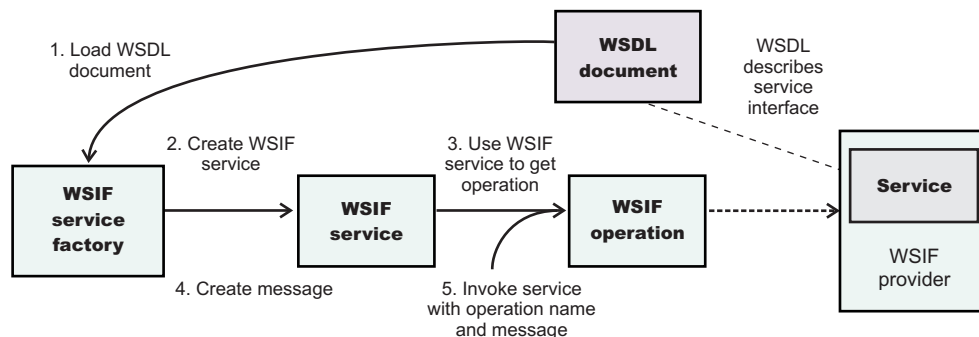 1. Load WSDL
document
WSDL
document
WSDL
describes
service
interface
2. Create WSIF
service
3. Use WSIF
service to get
operation
WSIF
service
factory
WSIF
service
WSIF
operation
Service
WSIF
provider
4. Create message
5. Invoke service
with operation name
and message